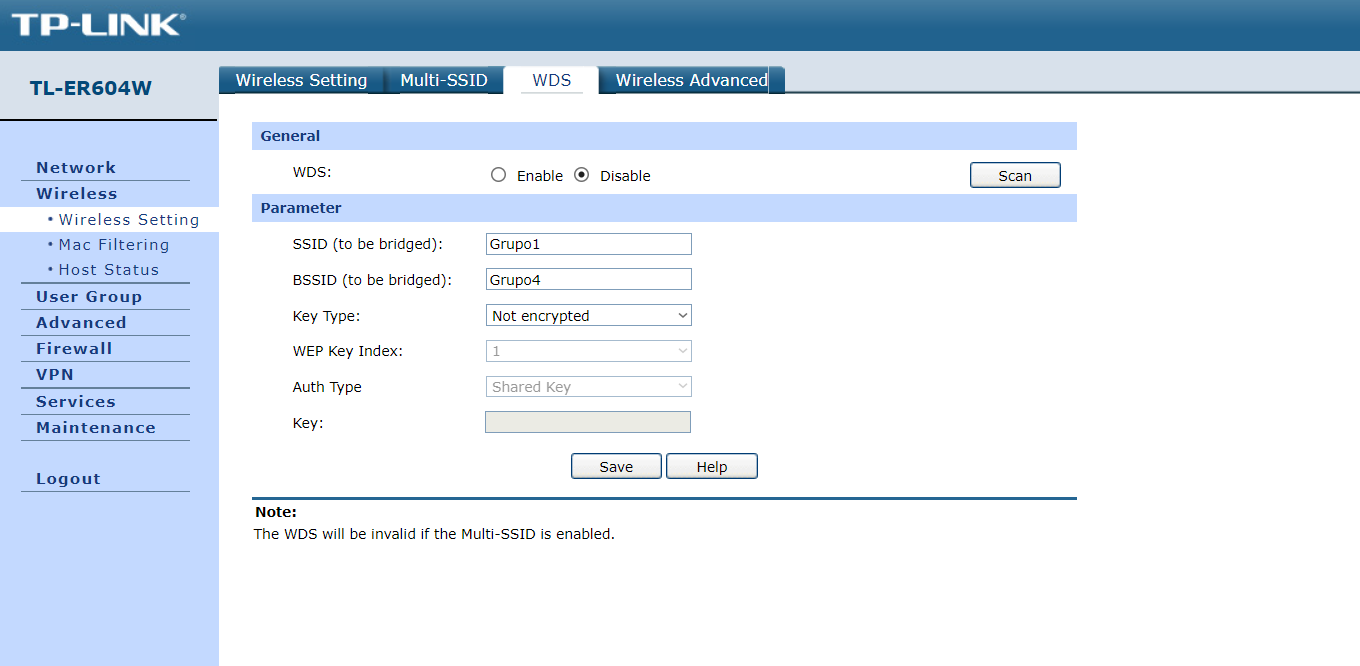 TP-LINK®
TL-ER604W
Wireless Setting
Multi-SSID
WDS
Wireless Advanced
Network
Wireless
• Wireless Setting
• Mac Filtering
• Host Status
User Group
Advanced
Firewall
VPN
Services
Maintenance
Logout
General
WDS: Enable Disable Scan
Parameter
SSID (to be bridged): Grupo1
BSSID (to be bridged): Grupo4
Key Type: Not encrypted
WEP Key Index: 1
Auth Type Shared Key
Key:
Save Help
Note:
The WDS will be invalid if the Multi-SSID is enabled.